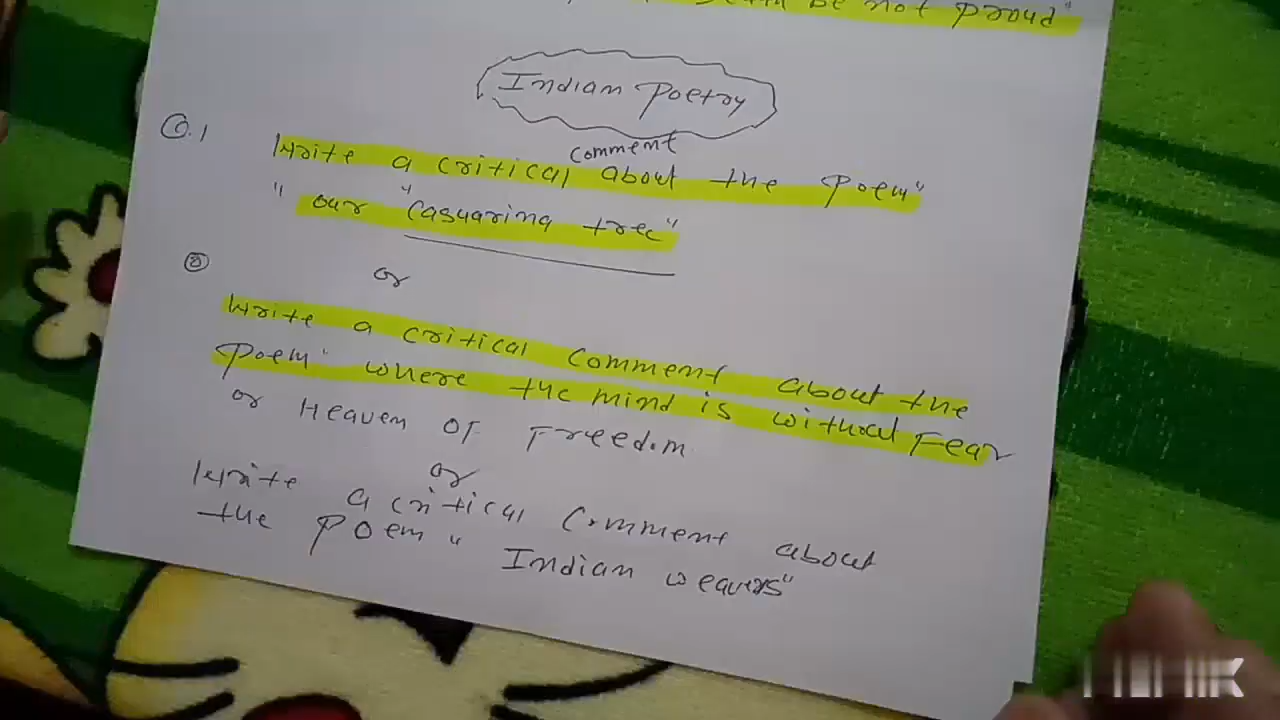 be not proud"
Indian Poetry
Q.1
comment
Write a critical about the Poem"
" our "Casuaring tree"
②
or
Write a critical Comment about the
Poem" where the mind is without Fear
or Heaven of Freedom
or
Write a critical Comment about
the Poem " Indian weavers"